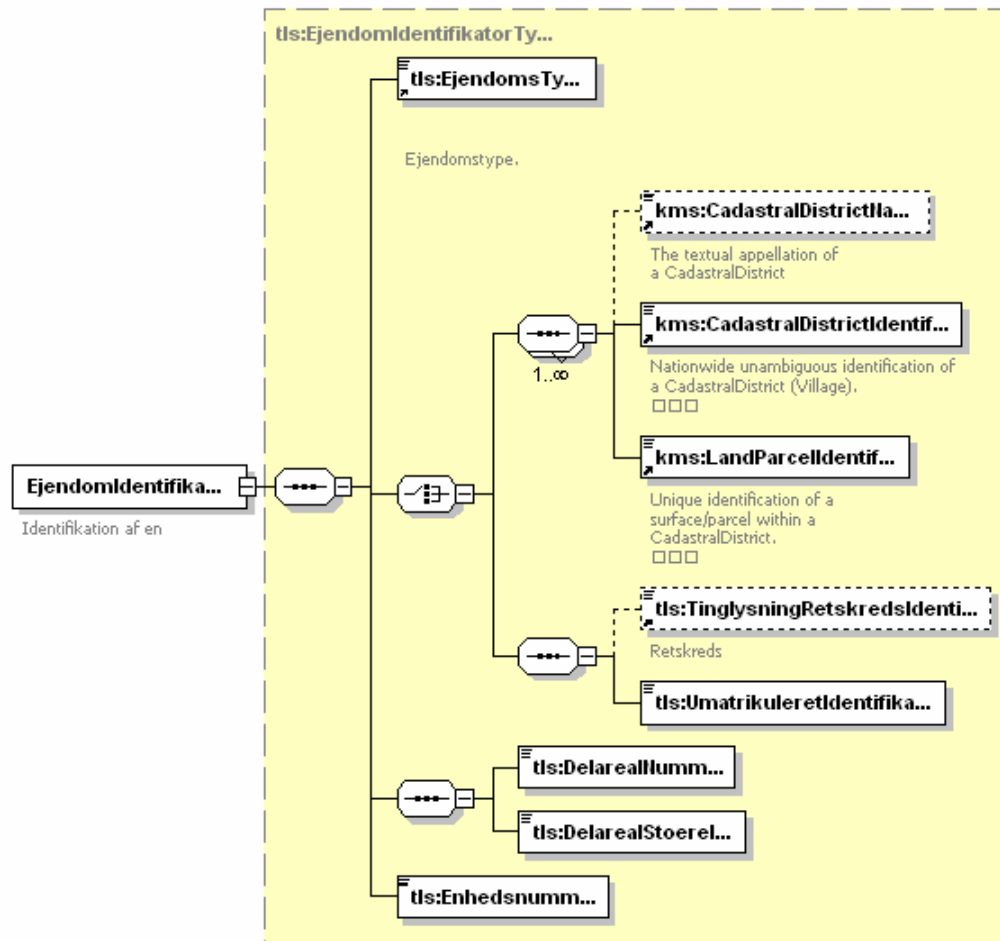 tls:EjendomIdentifikatorTy...
tls:EjendomsTy...
Ejendomstype.
kms:CadastralDistrictNa...
The textual appellation of
a CadastralDistrict
kms:CadastralDistrictIdentif...
Nationwide unambiguous identification of
a CadastralDistrict (Village).
1..∞
kms:LandParcelIdentif...
Unique identification of a
surface/parcel within a
CadastralDistrict.
EjendomIdentifika...
Identifikation af en
tls:TinglysningRetskredsIdenti...
Retskreds
tls:UmatrikuleretIdentifika...
tls:DelarealNumm...
tls:DelarealStoerel...
tls:Enhedsnumm...